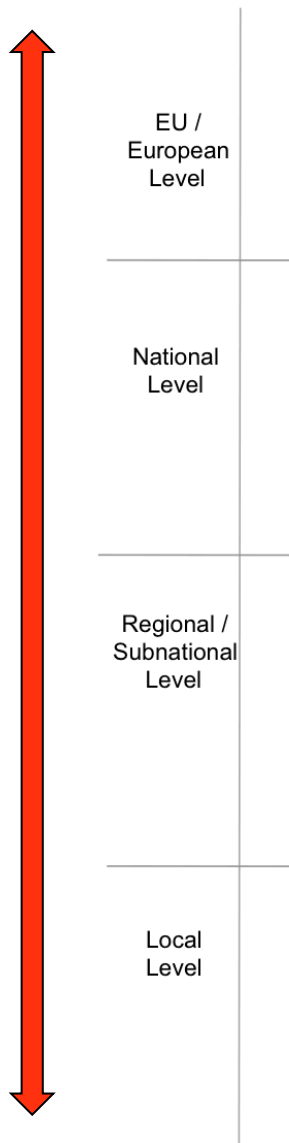 EU /
European
Level
National
Level
Regional /
Subnational
Level
Local
Level